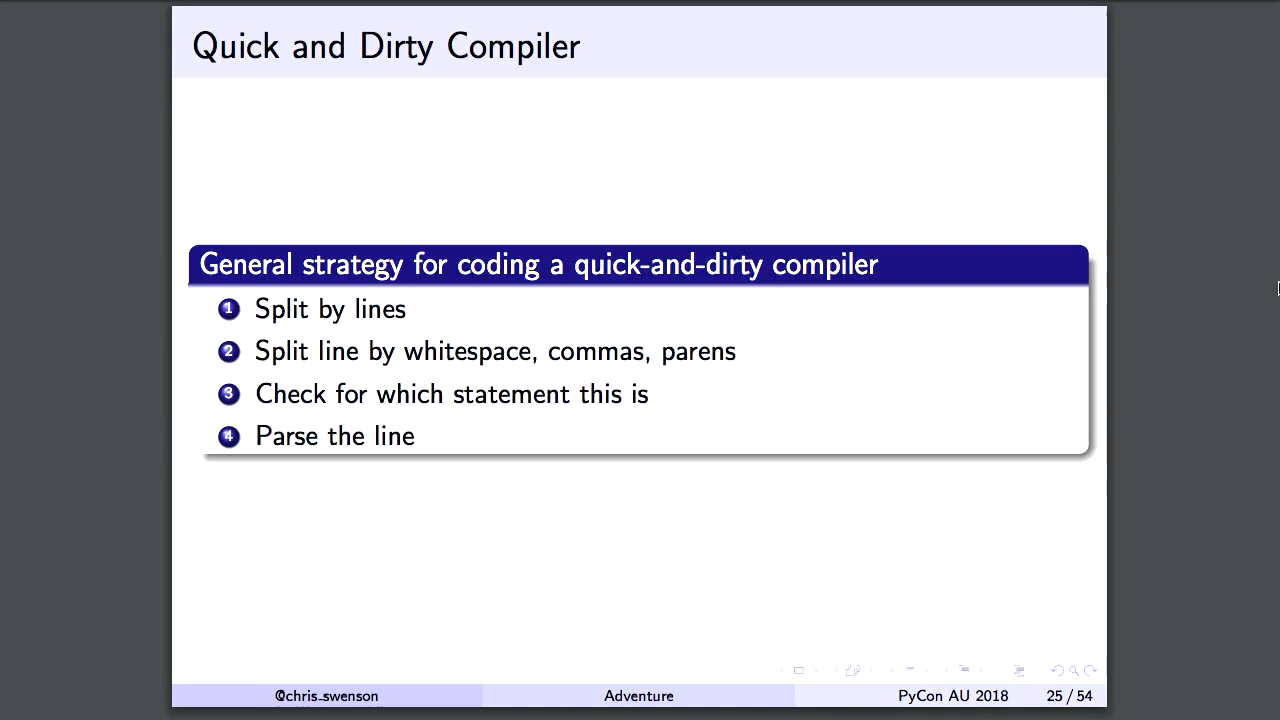 Quick and Dirty Compiler
General strategy for coding a quick-and-dirty compiler
1 Split by lines
2 Split line by whitespace, commas, parens
3 Check for which statement this is
4 Parse the line
@chris_swenson Adventure PyCon AU 2018 25 / 54